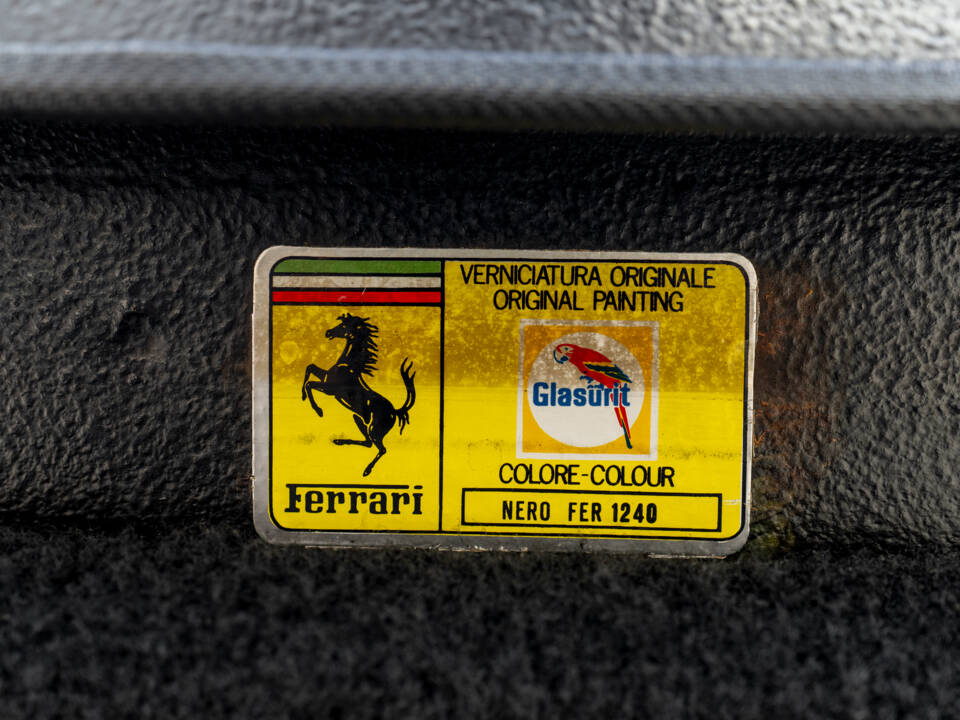 VERNICIATURA ORIGINALE
ORIGINAL PAINTING
Glasurit
COLORE-COLOUR
NERO FER 1240
Ferrari